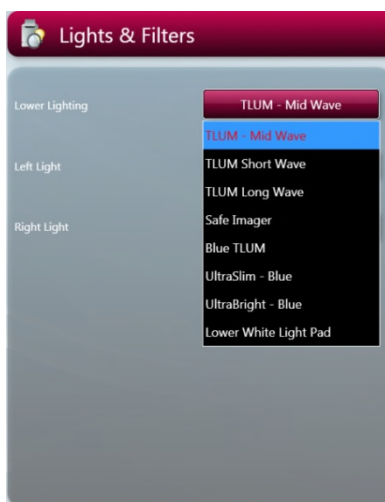 Lights & Filters
Lower Lighting
TLUM - Mid Wave
TLUM - Mid Wave
TLUM Short Wave
Left Light
TLUM Long Wave
Safe Imager
Right Light
Blue TLUM
UltraSlim - Blue
UltraBright - Blue
Lower White Light Pad